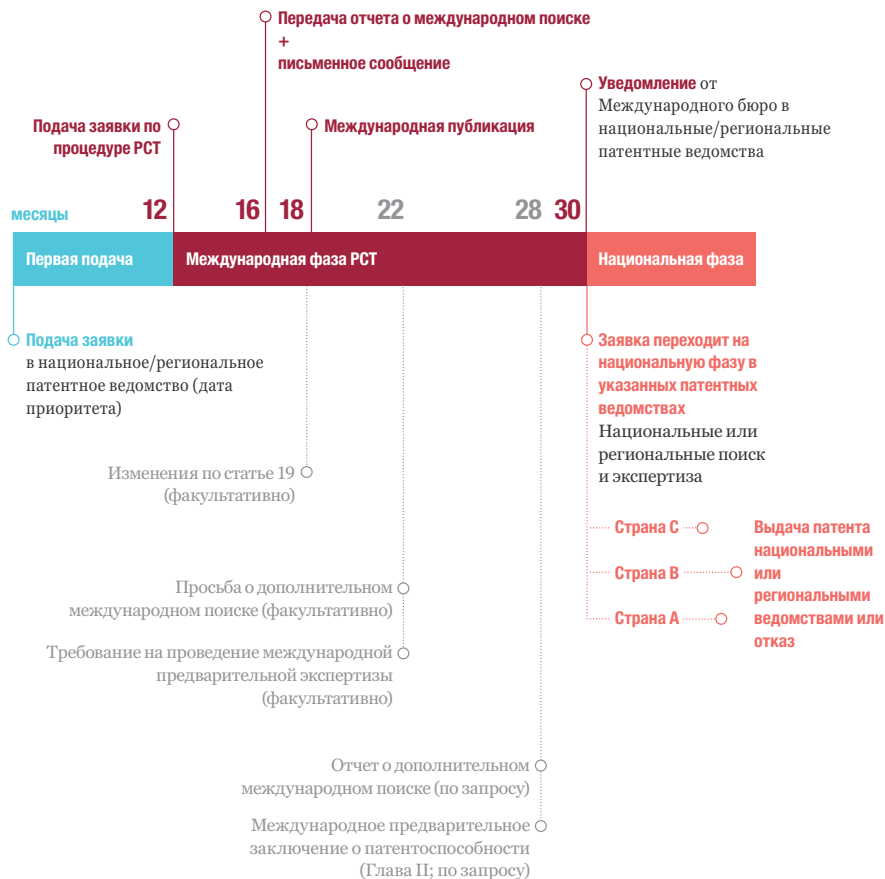 Передача отчета о международном поиске
+
письменное сообщение
Уведомление от
Международного бюро в
национальные/региональные
патентные ведомства
Подача заявки по
процедуре PCT
Международная публикация
месяцы
12
16
18
22
28
30
Первая подача
Международная фаза РСТ
Национальная фаза
Подача заявки
в национальное/региональное
патентное ведомство (дата
приоритета)
Заявка переходит на
национальную фазу в
указанных патентных
ведомствах
Национальные или
региональные поиск
и экспертиза
Изменения по статье 19
(факультативно)
Страна C
Страна B
Страна A
Выдача патента
национальными
или
региональными
ведомствами или
отказ
Просьба о дополнительном
международном поиске (факультативно)
Требование на проведение международной
предварительной экспертизы
(факультативно)
Отчет о дополнительном
международном поиске (по запросу)
Международное предварительное
заключение о патентоспособности
(Глава II; по запросу)